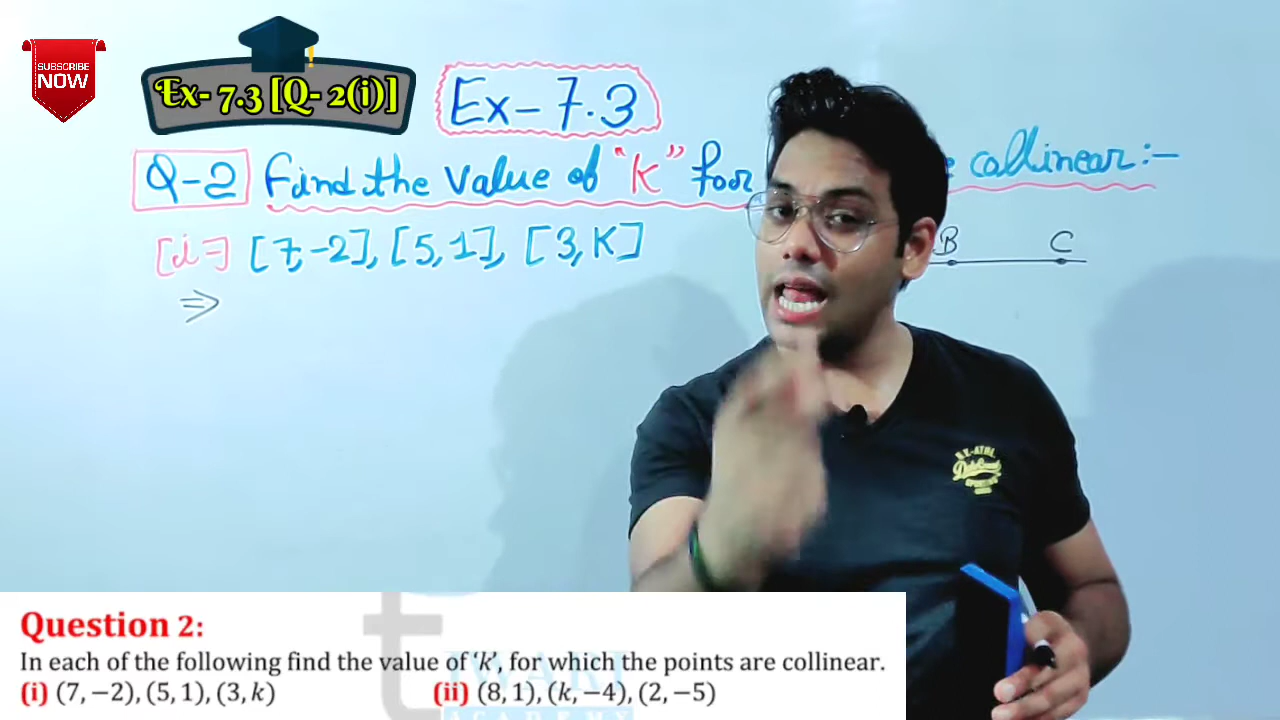 SUBSCRIBE
NOW
Ex- 7.3 [Q- 2(i)]
Ex-7.3
Q-2 Find the value of "K" for collinear:-
[i⇒] [7,-2], [5,1], [3,K]
B C
⇒
Question 2:
In each of the following find the value of ‘k’, for which the points are collinear.
(i) (7, −2), (5, 1), (3, k) (ii) (8, 1), (k, −4), (2, −5)
TIWARI
ACADEMY